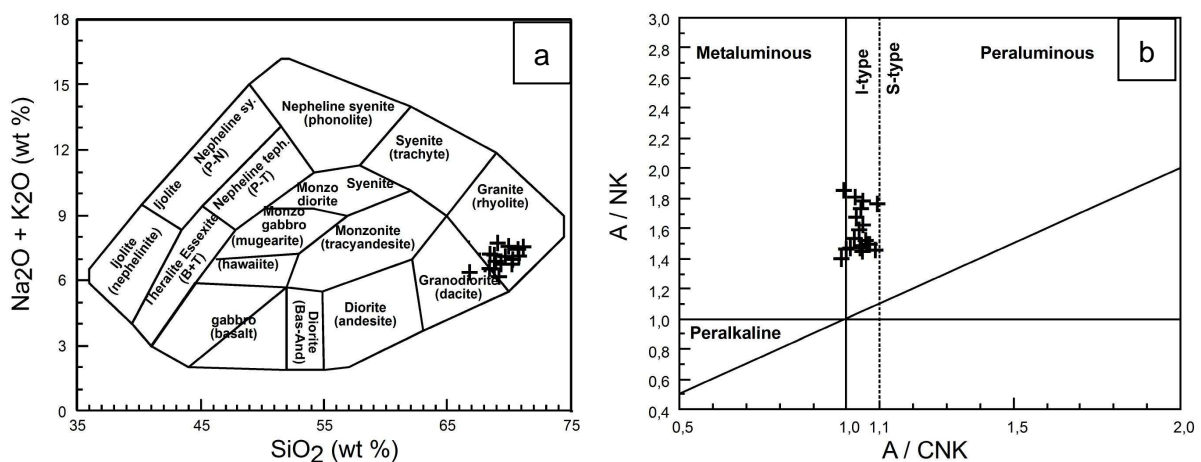 18
15
12
9
6
3
0
Na2O + K2O (wt %)
35
45
55
65
75
SiO2 (wt %)
a
Nepheline sy.
(P-N)
Ijolite
Nepheline syenite
(phonolite)
Syenite
(trachyte)
Granite
(rhyolite)
Nepheline teph.
(P-T)
Monzo
diorite
Syenite
Monzo
gabbro
(mugearite)
(hawaiite)
Monzonite
(tracyandesite)
Ijolite
(nephelinite)
Theralite Essexite
(B+T)
gabbro
(basalt)
Diorite
(Bas-And)
Diorite
(andesite)
Granodiorite
(dacite)
3,0
2,8
2,6
2,4
2,2
2,0
1,8
1,6
1,4
1,2
1,0
0,8
0,6
0,4
A / NK
0,5
1,0
1,1
1,5
2,0
A / CNK
b
Metaluminous
I-type
S-type
Peraluminous
Peralkaline